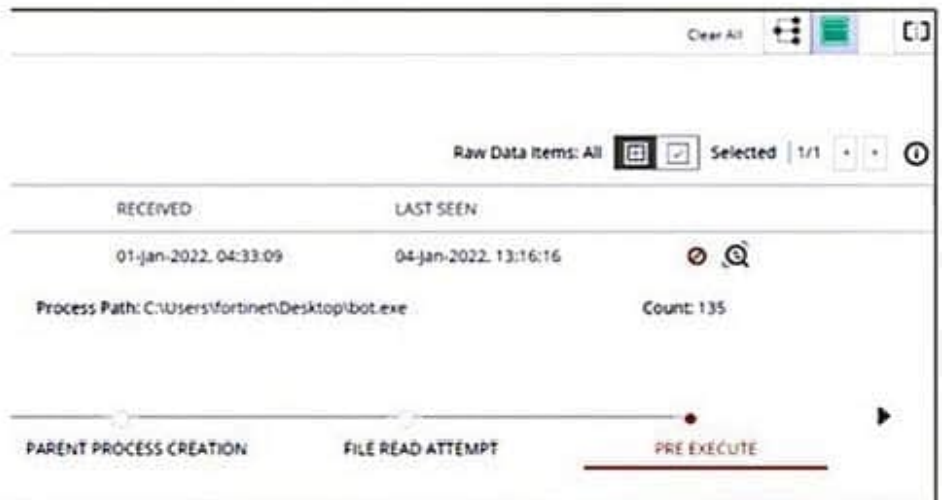 Clear All
Raw Data Items: All Selected 1/1
RECEIVED LAST SEEN
01-Jan-2022, 04:33:09 04-Jan-2022, 13:16:16
Process Path: C:\Users\fortinet\Desktop\bot.exe Count: 135
PARENT PROCESS CREATION FILE READ ATTEMPT PRE EXECUTE